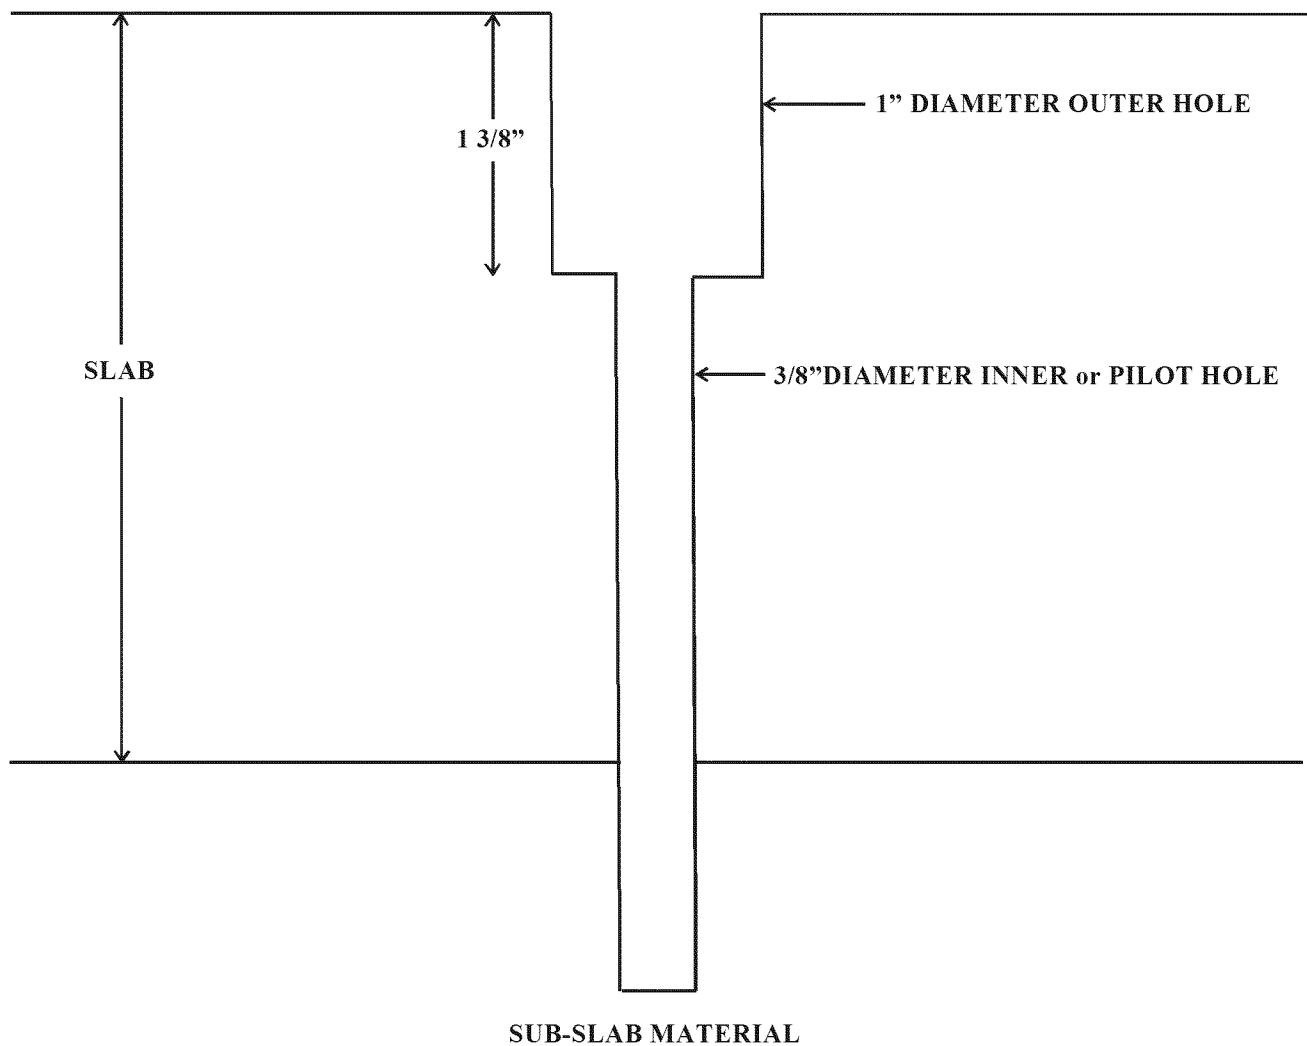 1” DIAMETER OUTER HOLE
1 3/8”
SLAB
3/8”DIAMETER INNER or PILOT HOLE
SUB-SLAB MATERIAL